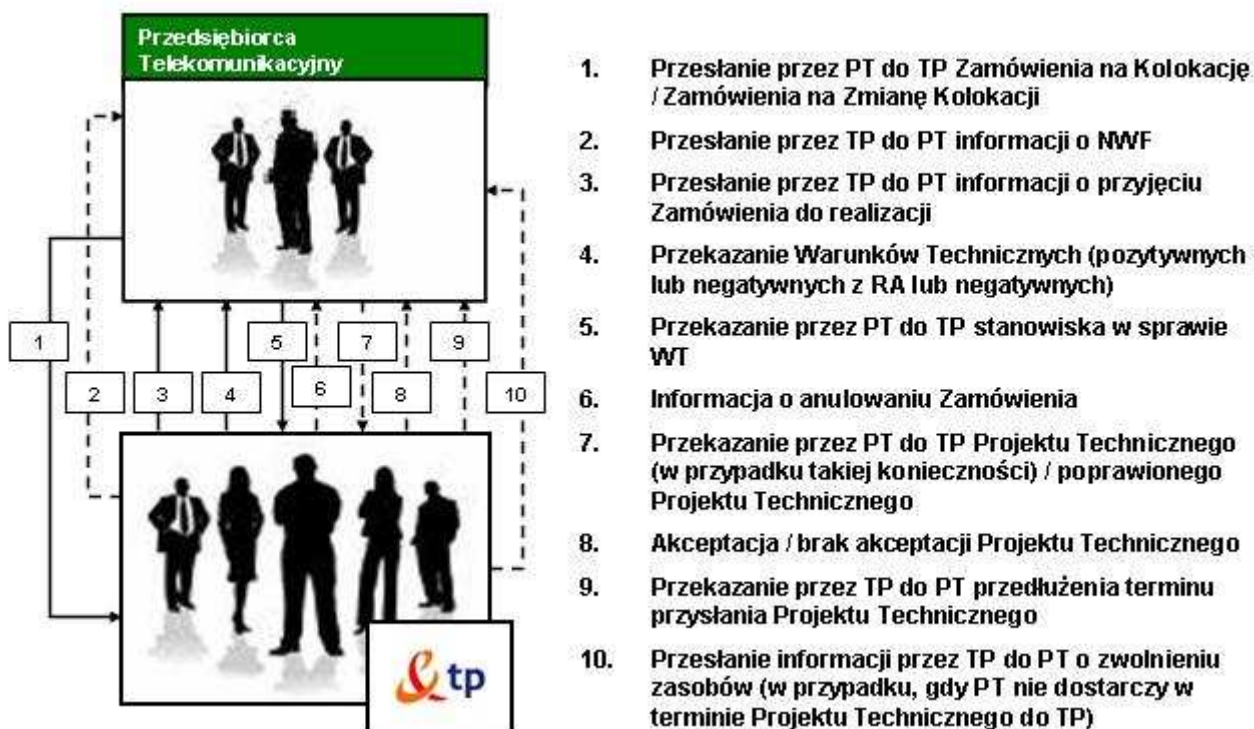 Przedsiębiorca
Telekomunikacyjny
1
2
3
4
5
6
7
8
9
10
tp
1. Przesłanie przez PT do TP Zamówienia na Kolokację
/ Zamówienia na Zmianę Kolokacji
2. Przesłanie przez TP do PT informacji o NWF
3. Przesłanie przez TP do PT informacji o przyjęciu
Zamówienia do realizacji
4. Przekazanie Warunków Technicznych (pozytywnych
lub negatywnych z RA lub negatywnych)
5. Przekazanie przez PT do TP stanowiska w sprawie
WT
6. Informacja o anulowaniu Zamówienia
7. Przekazanie przez PT do TP Projektu Technicznego
(w przypadku takiej konieczności) / poprawionego
Projektu Technicznego
8. Akceptacja / brak akceptacji Projektu Technicznego
9. Przekazanie przez TP do PT przedłużenia terminu
przysłania Projektu Technicznego
10. Przesłanie informacji przez TP do PT o zwolnieniu
zasobów (w przypadku, gdy PT nie dostarczy w
terminie Projektu Technicznego do TP)